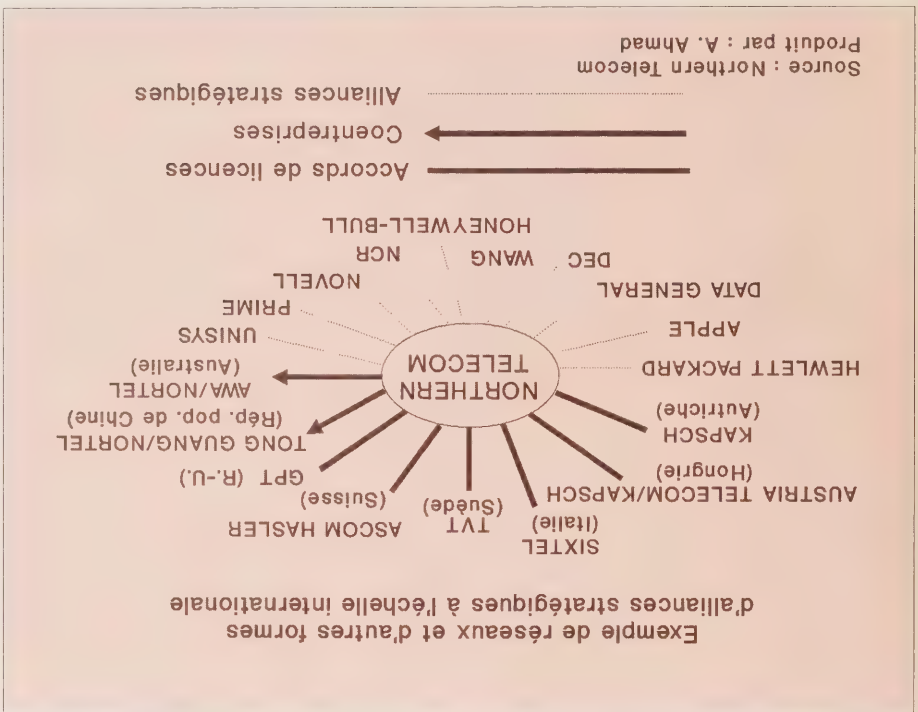 Exemple de réseaux et d'autres formes
d'alliances stratégiques à l'échelle internationale
SIXTEL
(Italie)
TVT
(Suède)
ASCOM HASLER
(Suisse)
AUSTRIA TELECOM/KAPSCH
(Hongrie)
GPT (R.-U.)
KAPSCH
(Autriche)
TONG GUANG/NORTEL
(Rép. pop. de Chine)
HEWLETT PACKARD
NORTHERN
TELECOM
AWA/NORTEL
(Australie)
APPLE
UNISYS
DATA GENERAL
PRIME
DEC
NOVELL
WANG
NCR
HONEYWELL-BULL
Accords de licences
Coentreprises
Alliances stratégiques
Source : Northern Telecom
Produit par : A. Ahmad